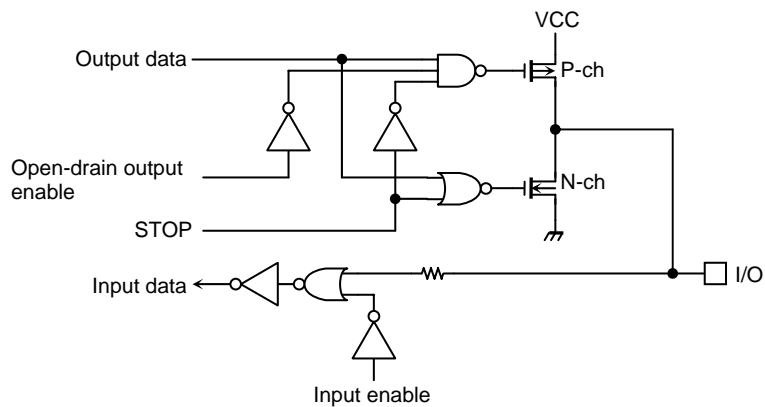 VCC
Output data
P-ch
Open-drain output
enable
N-ch
STOP
Input data
I/O
Input enable